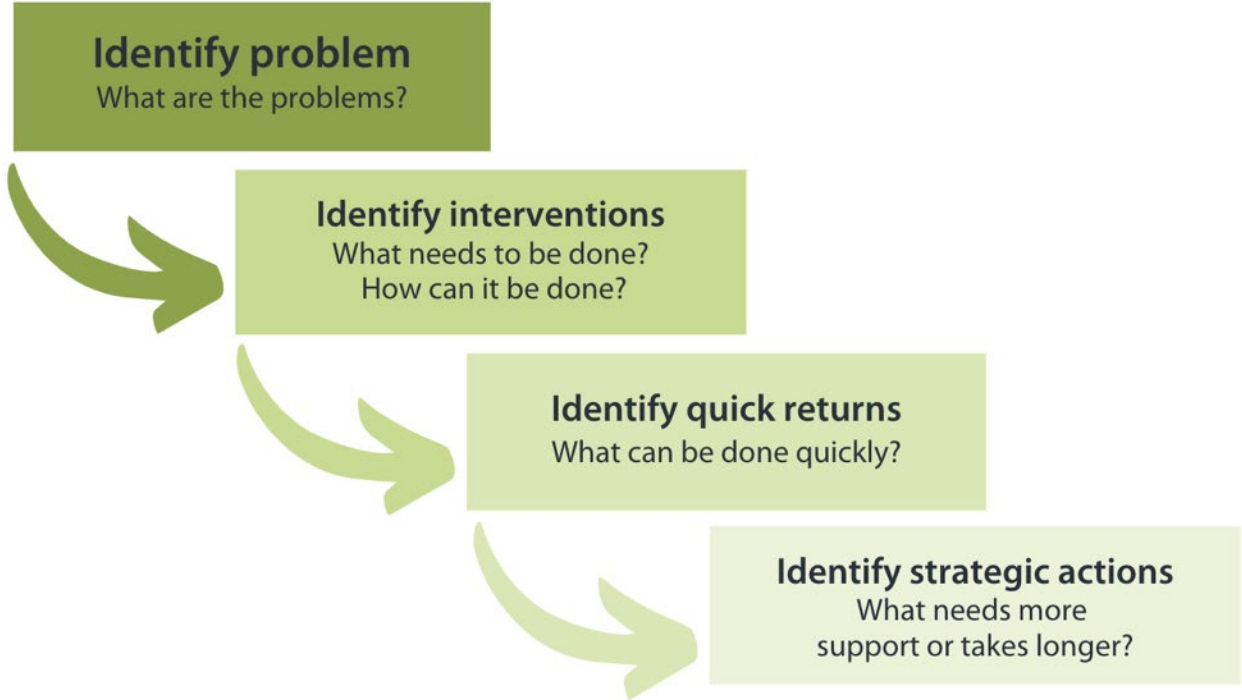 Identify problem
What are the problems?
Identify interventions
What needs to be done?
How can it be done?
Identify quick returns
What can be done quickly?
Identify strategic actions
What needs more
support or takes longer?